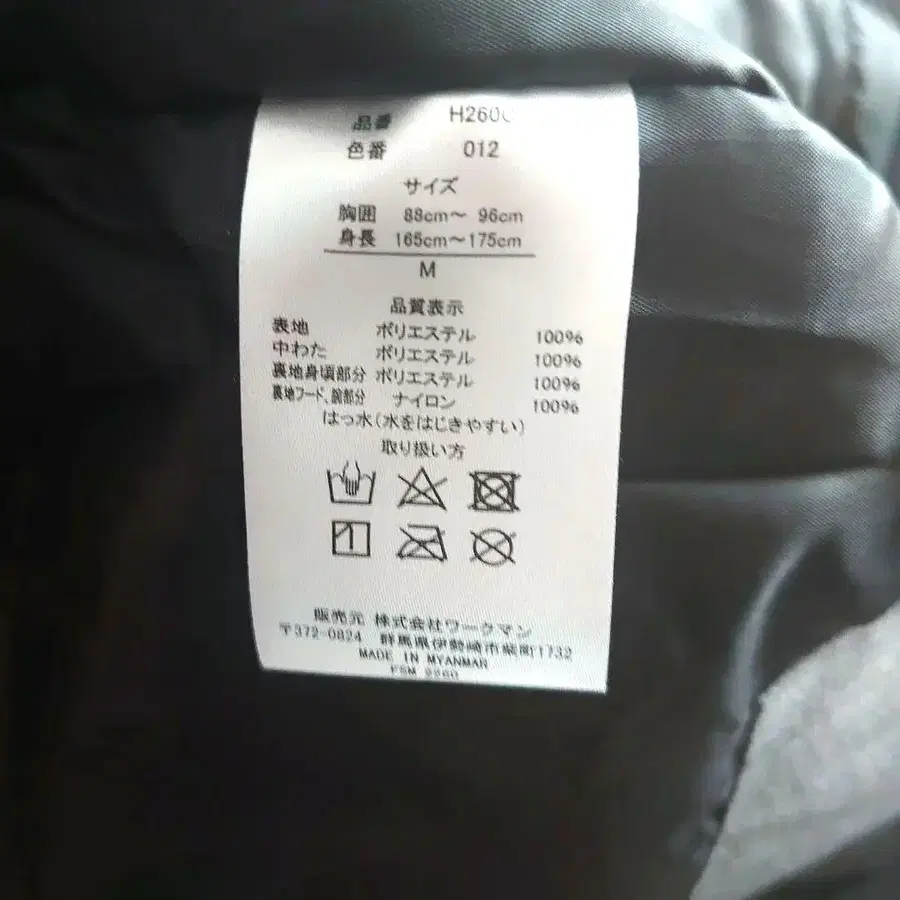 品番 H260
色番 012
サイズ
胸囲 88cm～ 96cm
身長 165cm～175cm
M
品質表示
表地 ポリエステル 100%
中わた ポリエステル 100%
裏地身頃部分 ポリエステル 100%
裏地フード、腕部分 ナイロン 100%
はっ水(水をはじきやすい)
取り扱い方
販売元 株式会社ワークマン
〒372-0824 群馬県伊勢崎市柴町1732
MADE IN MYANMAR
FSM 2260